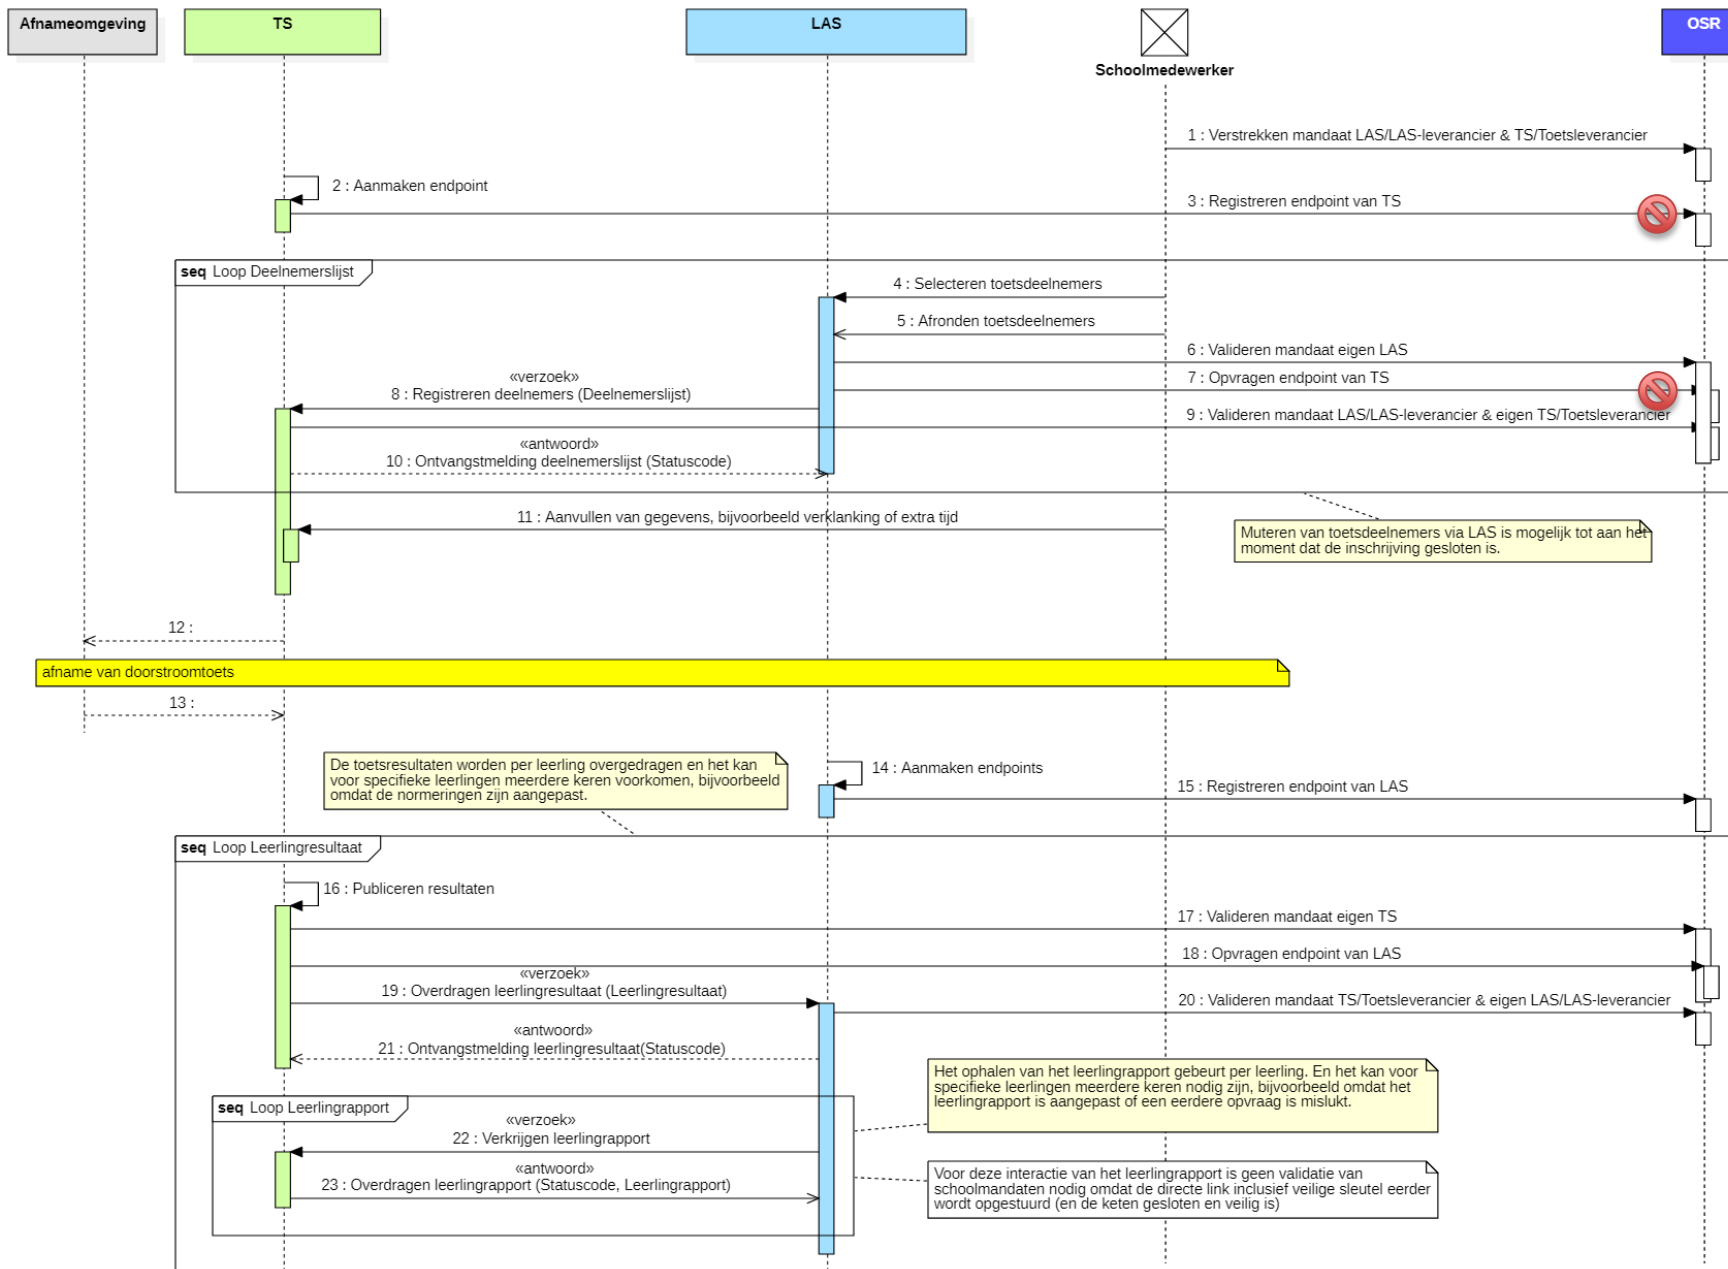 Afnameomgeving
TS
LAS
Schoolmedewerker
OSR
1 : Verstrekken mandaat LAS/LAS-leverancier & TS/Toetsleverancier
2 : Aanmaken endpoint
3 : Registreren endpoint van TS
seq Loop Deelnemerslijst
4 : Selecteren toetsdeelnemers
5 : Afronden toetsdeelnemers
6 : Valideren mandaat eigen LAS
7 : Opvragen endpoint van TS
«verzoek»
8 : Registreren deelnemers (Deelnemerslijst)
9 : Valideren mandaat LAS/LAS-leverancier & eigen TS/Toetsleverancier
«antwoord»
10 : Ontvangstmelding deelnemerslijst (Statuscode)
11 : Aanvullen van gegevens, bijvoorbeeld verklanking of extra tijd
Muteren van toetsdeelnemers via LAS is mogelijk tot aan het
moment dat de inschrijving gesloten is.
12 :
afname van doorstroomtoets
13 :
De toetsresultaten worden per leerling overgedragen en het kan
voor specifieke leerlingen meerdere keren voorkomen, bijvoorbeeld
omdat de normeringen zijn aangepast.
14 : Aanmaken endpoints
15 : Registreren endpoint van LAS
seq Loop Leerlingresultaat
16 : Publiceren resultaten
17 : Valideren mandaat eigen TS
18 : Opvragen endpoint van LAS
«verzoek»
19 : Overdragen leerlingresultaat (Leerlingresultaat)
20 : Valideren mandaat TS/Toetsleverancier & eigen LAS/LAS-leverancier
«antwoord»
21 : Ontvangstmelding leerlingresultaat(Statuscode)
Het ophalen van het leerlingrapport gebeurt per leerling. En het kan voor
specifieke leerlingen meerdere keren nodig zijn, bijvoorbeeld omdat het
leerlingrapport is aangepast of een eerdere opvraag is mislukt.
seq Loop Leerlingrapport
«verzoek»
22 : Verkrijgen leerlingrapport
«antwoord»
23 : Overdragen leerlingrapport (Statuscode, Leerlingrapport)
Voor deze interactie van het leerlingrapport is geen validatie van
schoolmandaten nodig omdat de directe link inclusief veilige sleutel eerder
wordt opgestuurd (en de keten gesloten en veilig is)